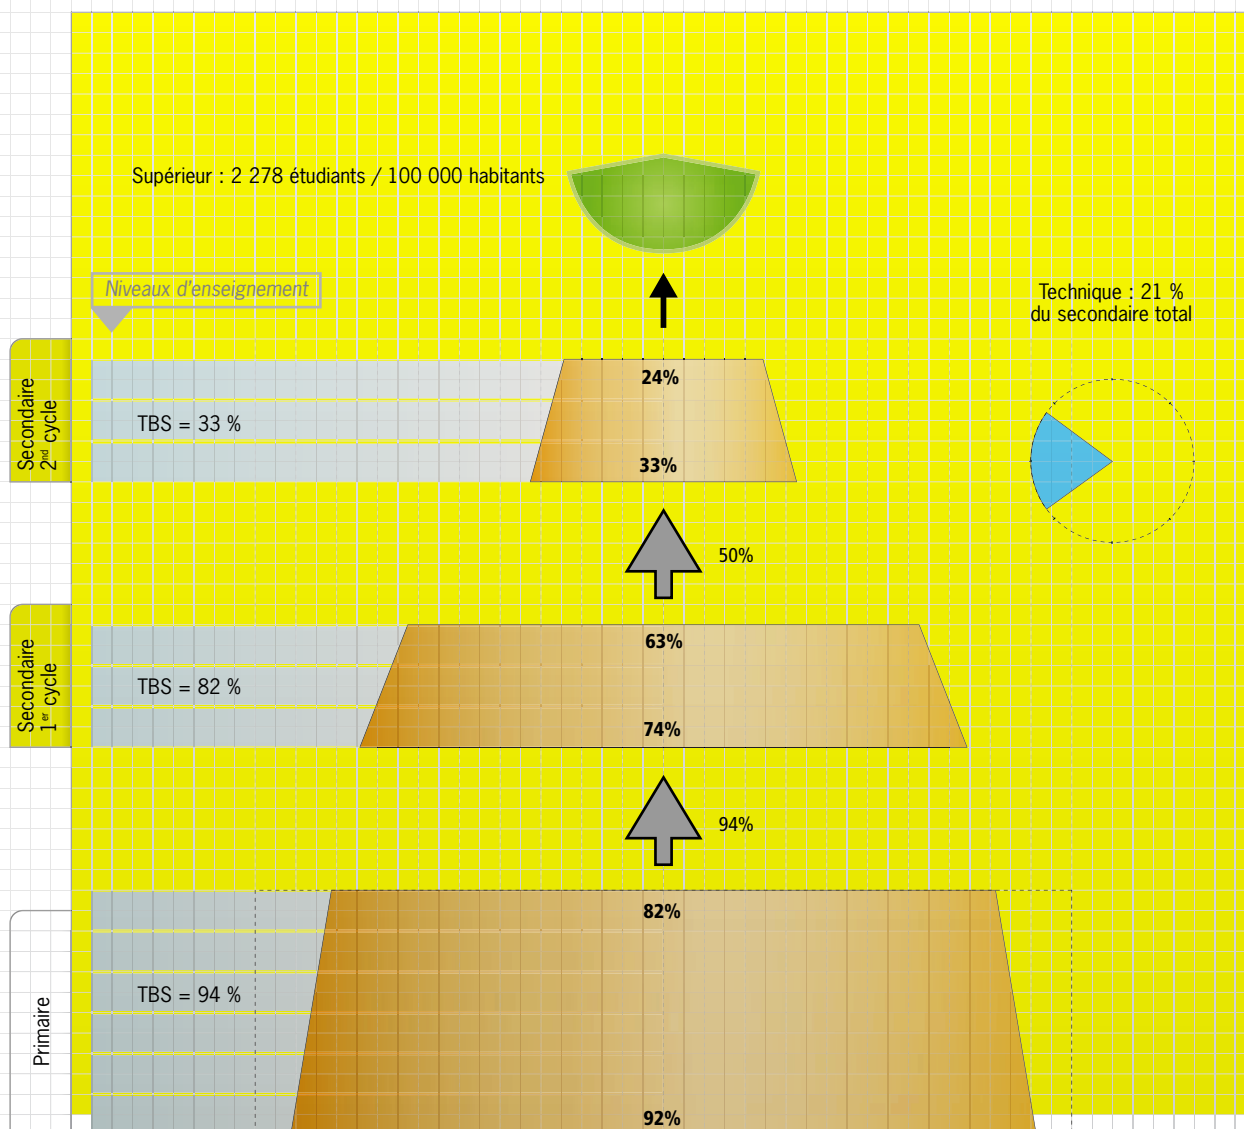 Supérieur : 2 278 étudiants / 100 000 habitants
Niveaux d'enseignement
Technique : 21 %
du secondaire total
Secondaire
2nd cycle
TBS = 33 %
24%
33%
50%
Secondaire
1er cycle
TBS = 82 %
63%
74%
94%
Primaire
TBS = 94 %
82%
92%